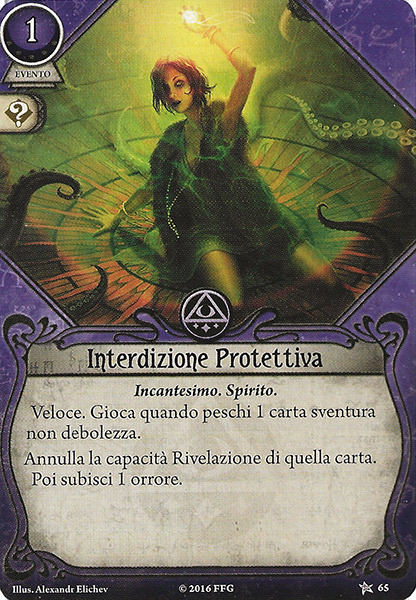 1
EVENTO
?
Interdizione Protettiva
Incantesimo. Spirito.
Veloce. Gioca quando peschi 1 carta sventura
non debolezza.
Annulla la capacità Rivelazione di quella carta.
Poi subisci 1 orrore.
Illus. Alexandr Elichev
© 2016 FFG
65